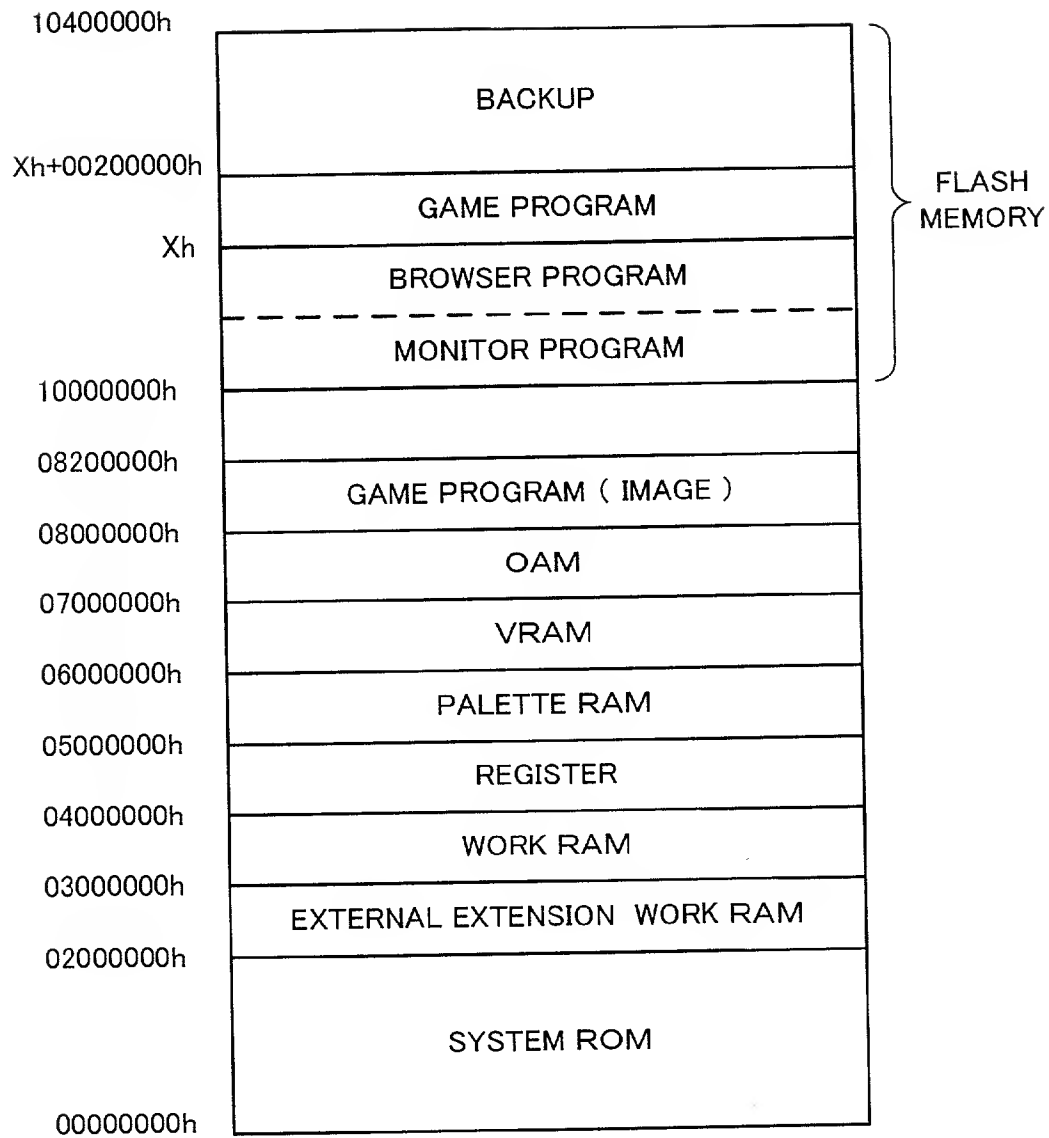 10400000h
BACKUP
Xh+00200000h
GAME PROGRAM
FLASH
MEMORY
Xh
BROWSER PROGRAM
MONITOR PROGRAM
10000000h
08200000h
GAME PROGRAM ( IMAGE )
08000000h
OAM
07000000h
VRAM
06000000h
PALETTE RAM
05000000h
REGISTER
04000000h
WORK RAM
03000000h
EXTERNAL EXTENSION WORK RAM
02000000h
SYSTEM ROM
00000000h